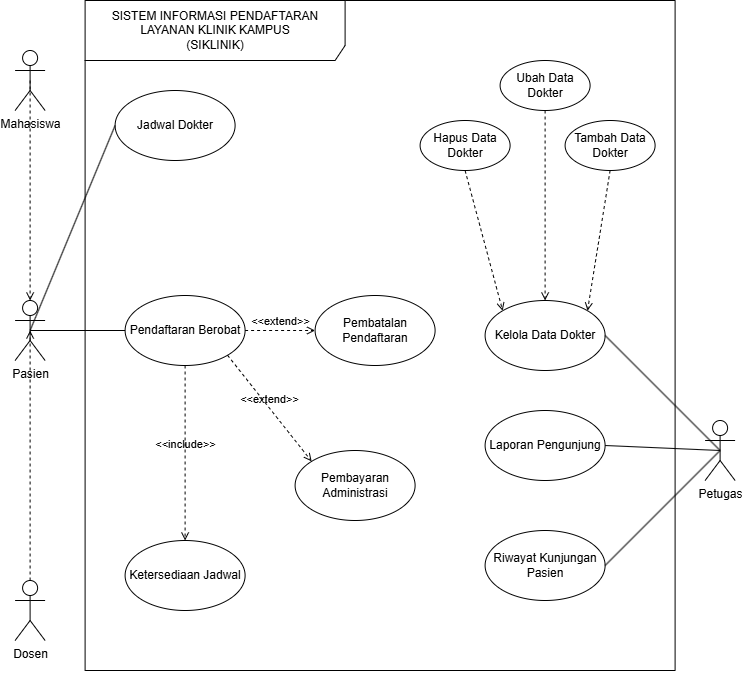 SISTEM INFORMASI PENDAFTARAN
LAYANAN KLINIK KAMPUS
(SIKLINIK)
Mahasiswa
Jadwal Dokter
Ubah Data
Dokter
Hapus Data
Dokter
Tambah Data
Dokter
Pasien
Pendaftaran Berobat
<<extend>>
Pembatalan
Pendaftaran
Kelola Data Dokter
<<extend>>
<<include>>
Laporan Pengunjung
Pembayaran
Administrasi
Petugas
Ketersediaan Jadwal
Riwayat Kunjungan
Pasien
Dosen